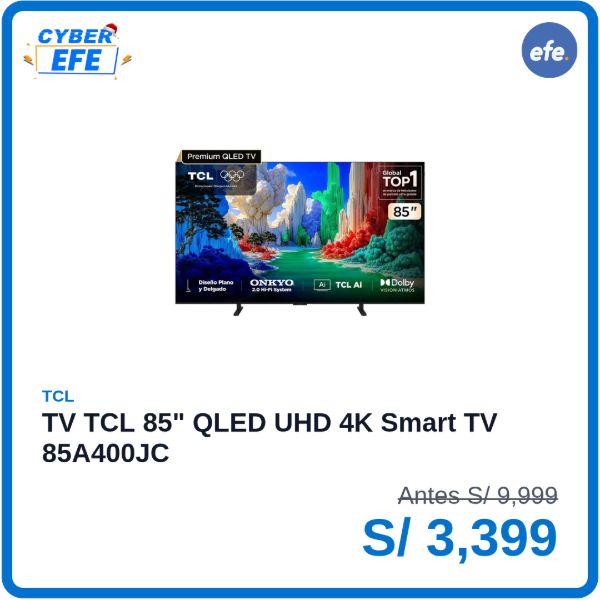 CYBER
EFE
efe.
Premium QLED TV
TCL
Global
TOP1
85”
Diseño Plano
y Delgado
ONKYO
2.0 Hi-Fi System
Ai
TCL AI
Dolby
VISION·ATMOS
TCL
TV TCL 85" QLED UHD 4K Smart TV
85A400JC
Antes S/ 9,999
S/ 3,399